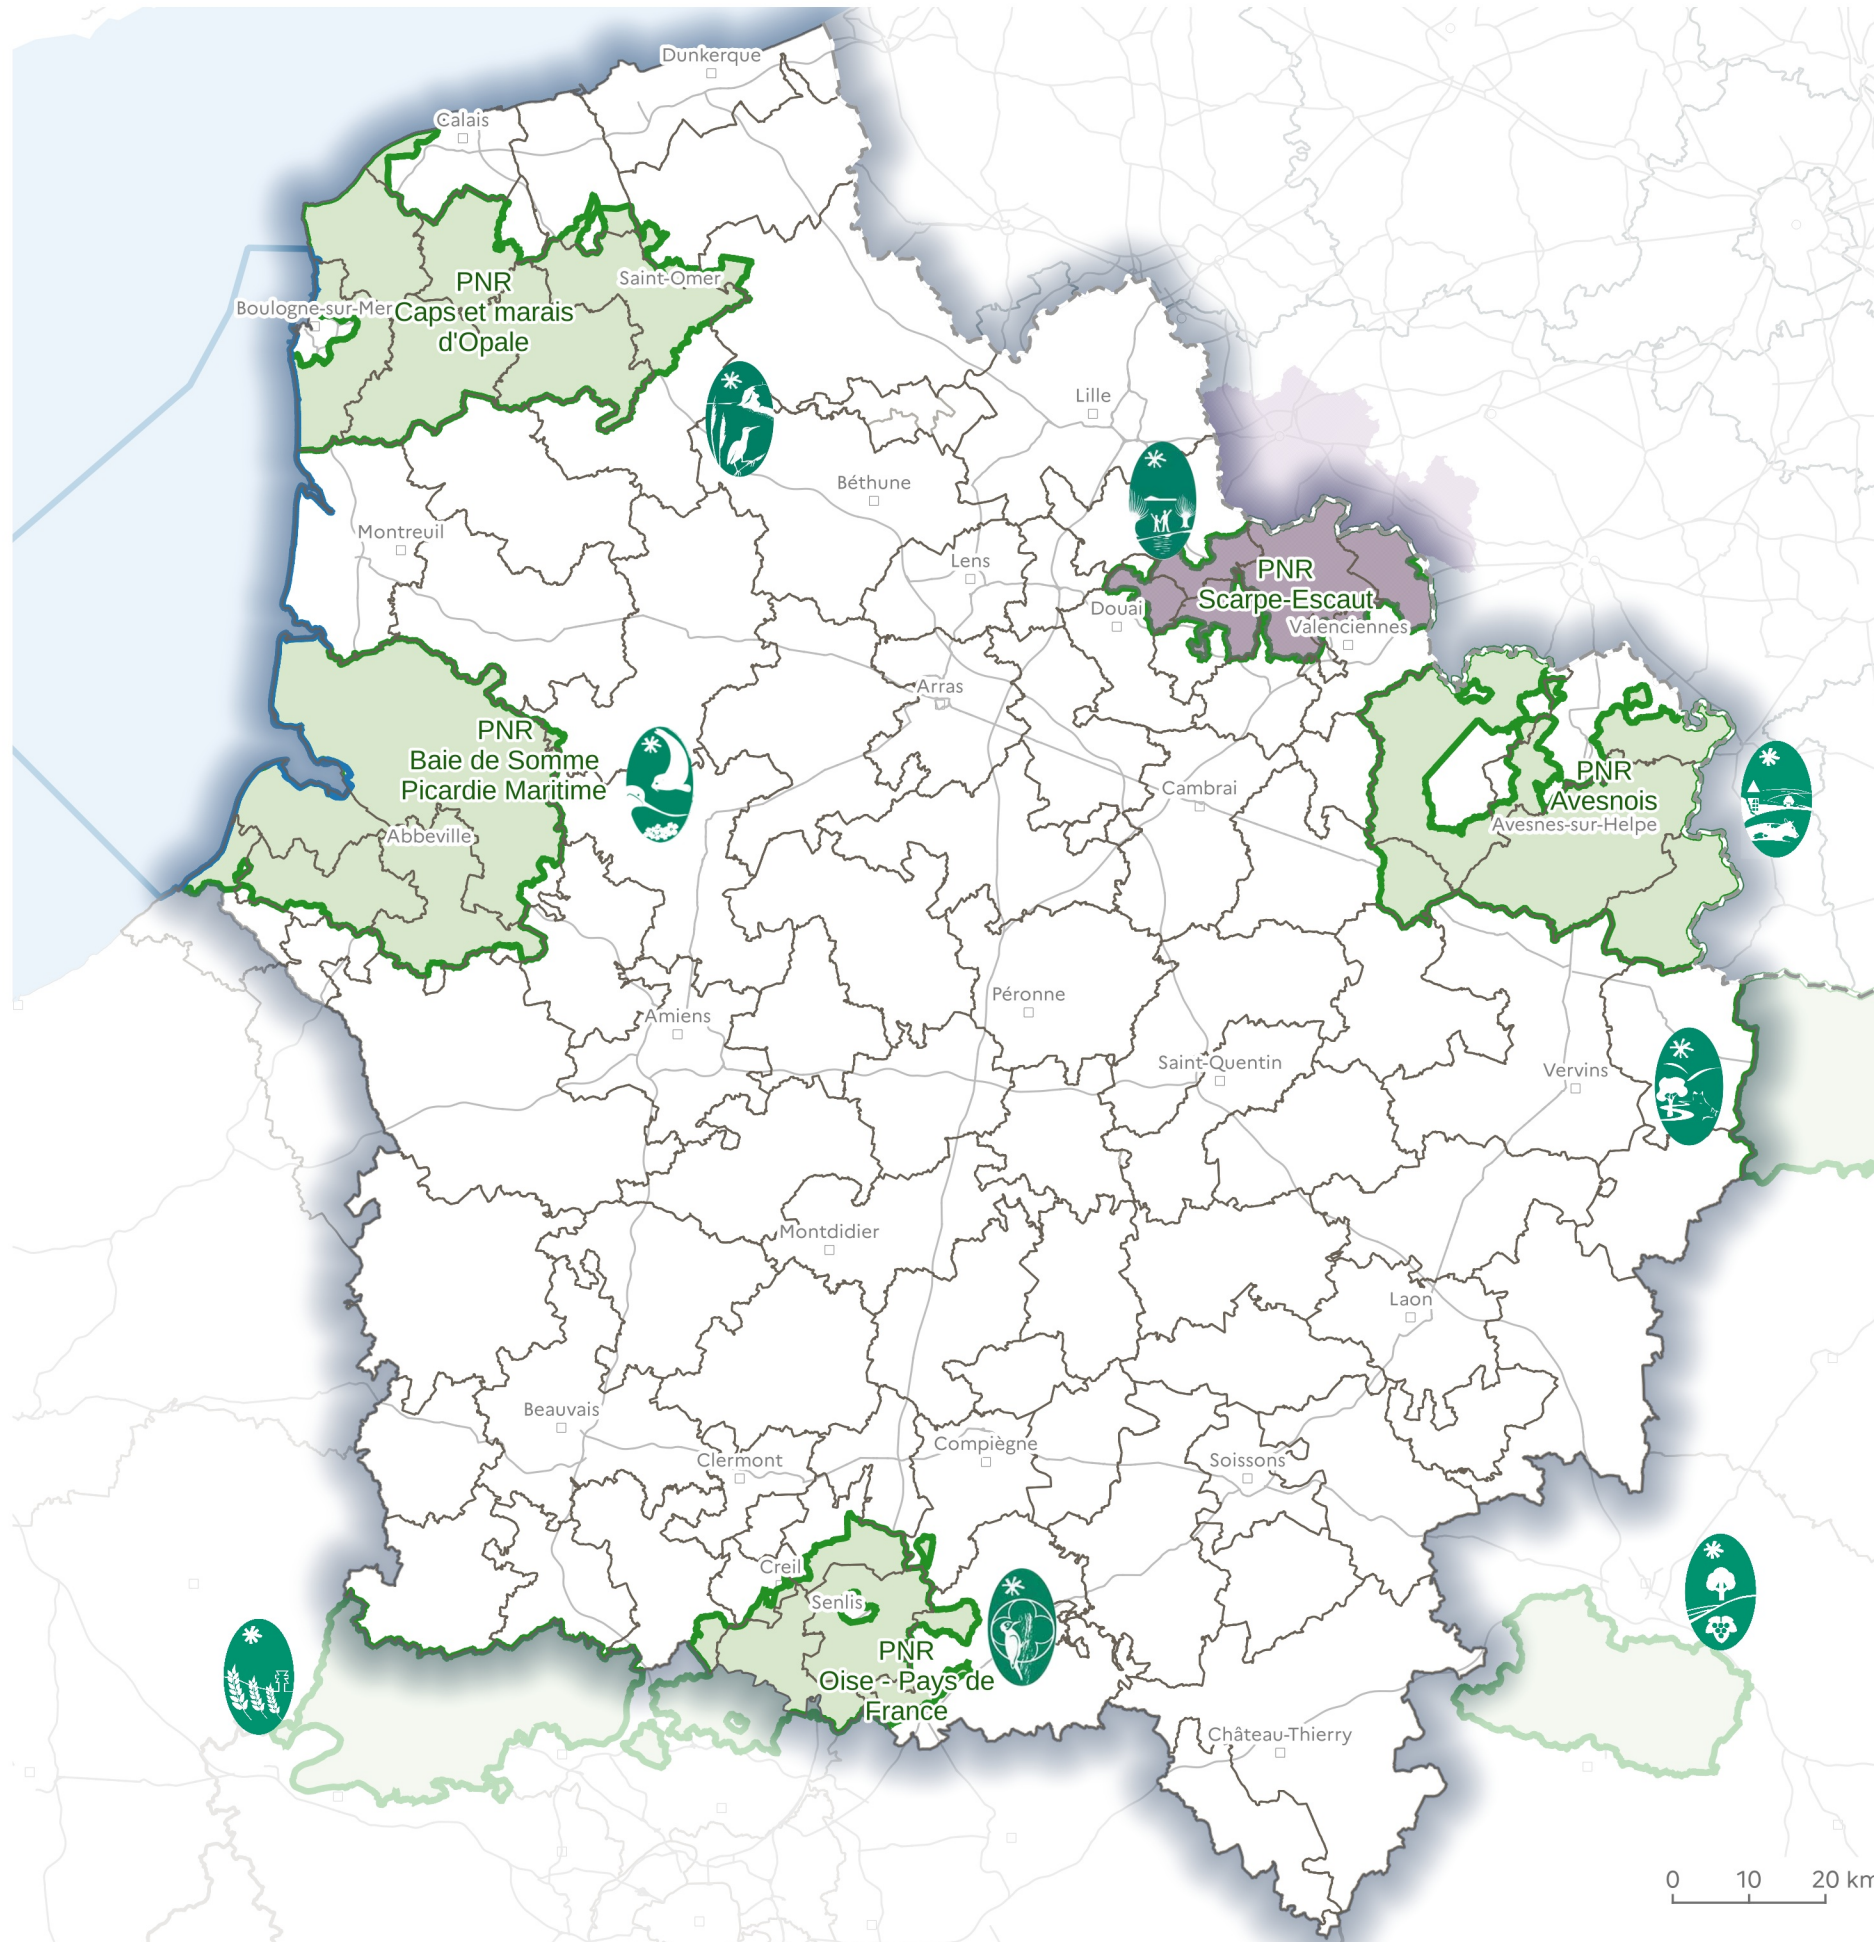 Dunkerque
Calais
PNR
Caps et marais
d'Opale
Saint-Omer
Boulogne-sur-Mer
Lille
Béthune
Montreuil
Lens
PNR
Scarpe-Escaut
Douai
Valenciennes
Arras
PNR
Baie de Somme
Picardie Maritime
Cambrai
PNR
Avesnois
Avesnes-sur-Helpe
Abbeville
Péronne
Amiens
Saint-Quentin
Vervins
Montdidier
Laon
Beauvais
Compiègne
Clermont
Soissons
Creil
Senlis
PNR
Oise - Pays de
France
Château-Thierry
0 10 20 km